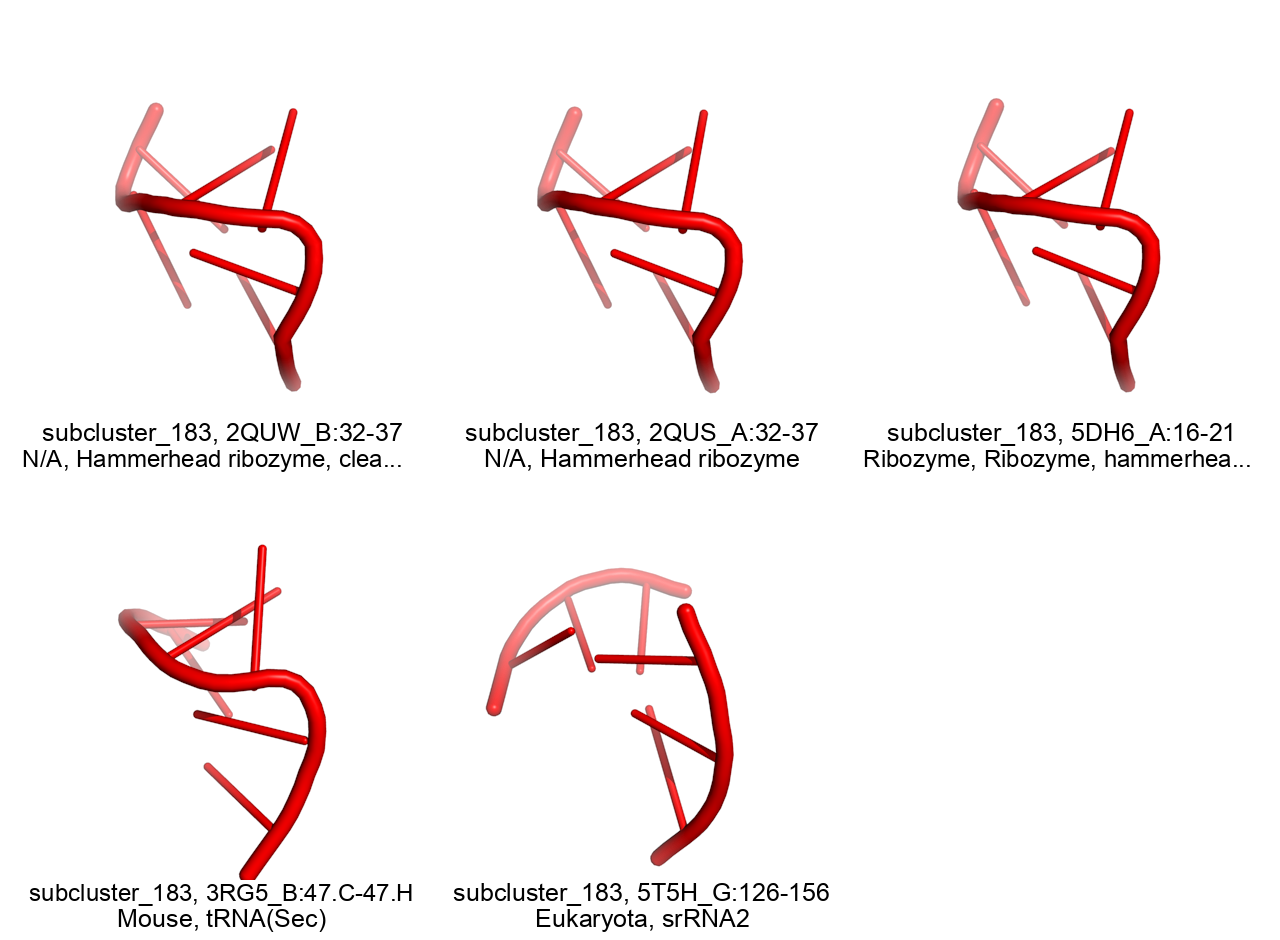 subcluster_183, 2QUW_B:32-37
N/A, Hammerhead ribozyme, clea...
subcluster_183, 2QUS_A:32-37
N/A, Hammerhead ribozyme
subcluster_183, 5DH6_A:16-21
Ribozyme, Ribozyme, hammerhea...
subcluster_183, 3RG5_B:47.C-47.H
Mouse, tRNA(Sec)
subcluster_183, 5T5H_G:126-156
Eukaryota, srRNA2